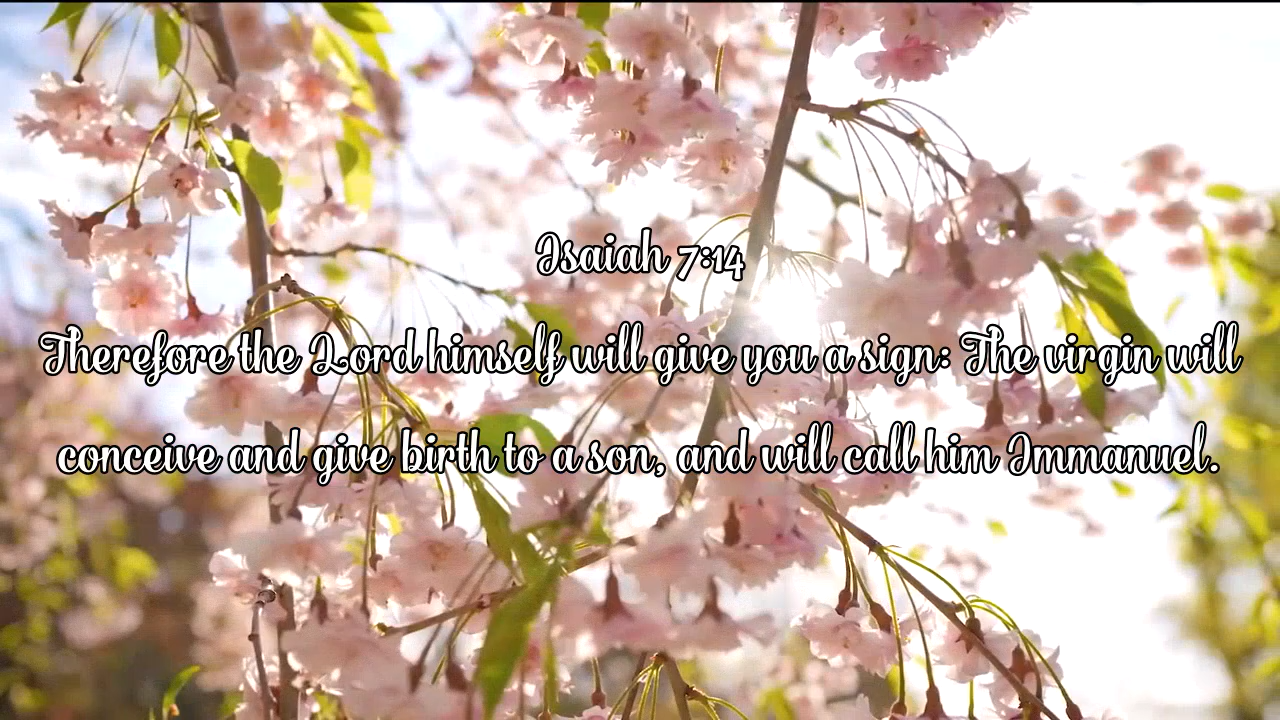 Isaiah 7:14
Therefore the Lord himself will give you a sign: The virgin will
conceive and give birth to a son, and will call him Immanuel.